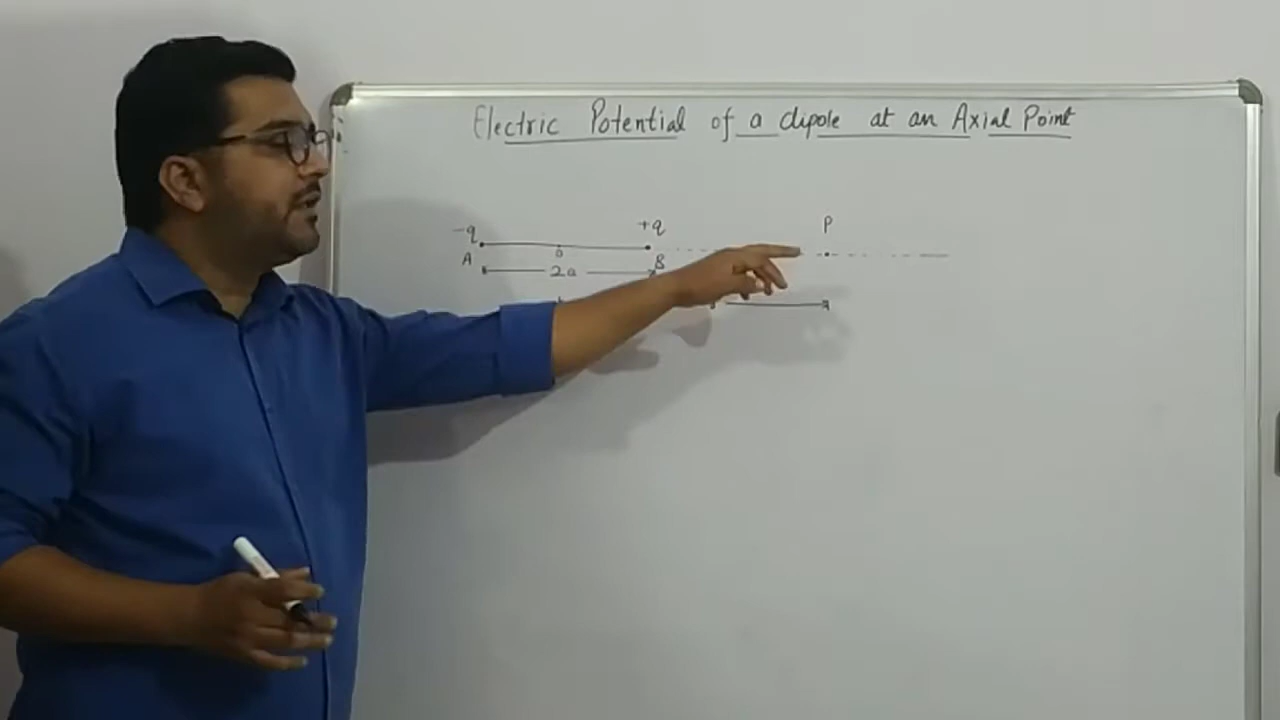 Electric Potential of a dipole at an Axial Point
-q +q P
A O B
2a